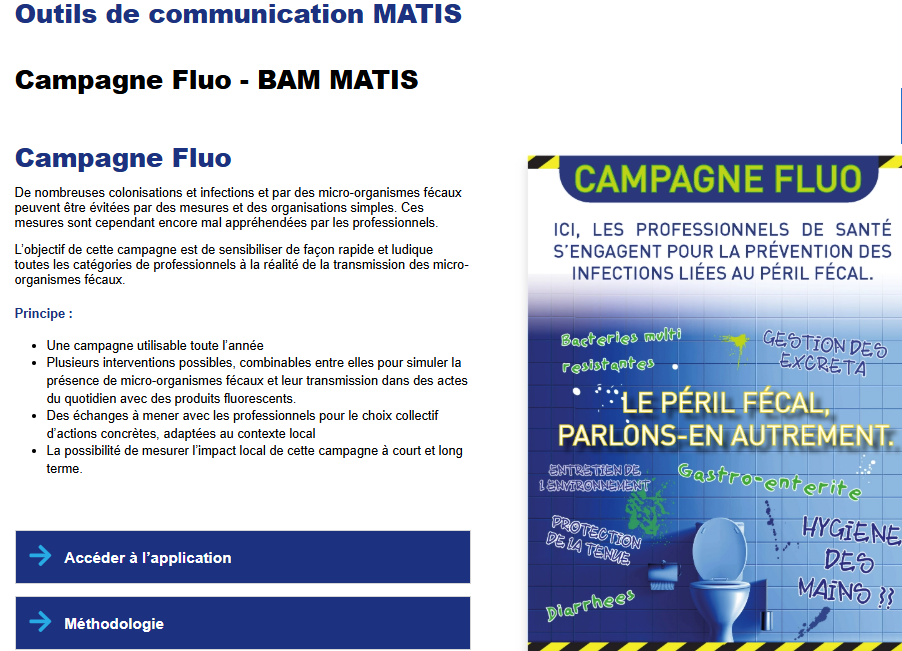 Outils de communication MATIS
Campagne Fluo - BAM MATIS
Campagne Fluo
De nombreuses colonisations et infections et par des micro-organismes fécaux
peuvent être évitées par des mesures et des organisations simples. Ces
mesures sont cependant encore mal appréhendées par les professionnels.
L'objectif de cette campagne est de sensibiliser de façon rapide et ludique
toutes les catégories de professionnels à la réalité de la transmission des micro-
organismes fécaux.
Principe :
• Une campagne utilisable toute l'année
• Plusieurs interventions possibles, combinables entre elles pour simuler la
présence de micro-organismes fécaux et leur transmission dans des actes
du quotidien avec des produits fluorescents.
• Des échanges à mener avec les professionnels pour le choix collectif
d'actions concrètes, adaptées au contexte local
• La possibilité de mesurer l'impact local de cette campagne à court et long
terme.
Accéder à l'application
Méthodologie
CAMPAGNE FLUO
ICI, LES PROFESSIONNELS DE SANTÉ
S'ENGAGENT POUR LA PRÉVENTION DES
INFECTIONS LIÉES AU PÉRIL FÉCAL.
Bacteries multi
resistantes
GESTION DES
EXCRETA
LE PÉRIL FÉCAL,
PARLONS-EN AUTREMENT.
ENTRETIEN DE
L ENVIRONNEMENT
Gastro-enterite
PROTECTION
DE LA TENUE
HYGIENE
DES
MAINS !!
Diarrhees